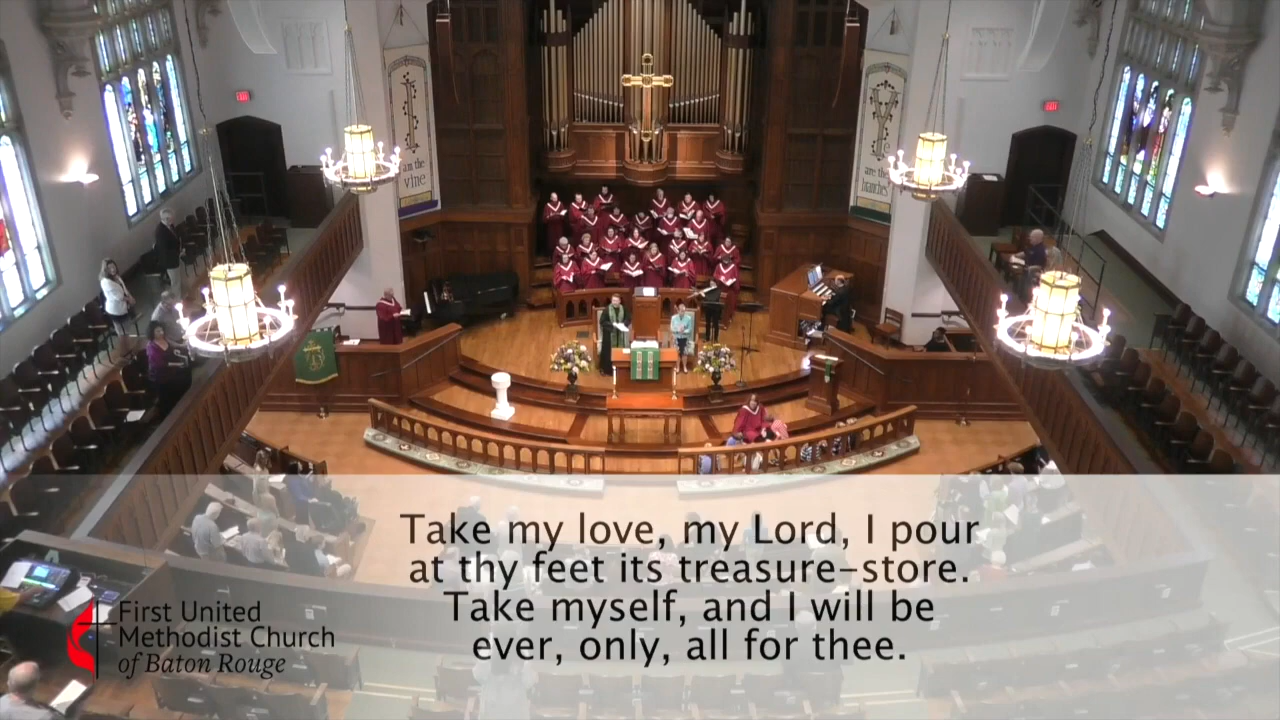 I
am the
vine
Y
are the
branches
Take my love, my Lord, I pour
at thy feet its treasure-store.
Take myself, and I will be
ever, only, all for thee.
First United
Methodist Church
of Baton Rouge